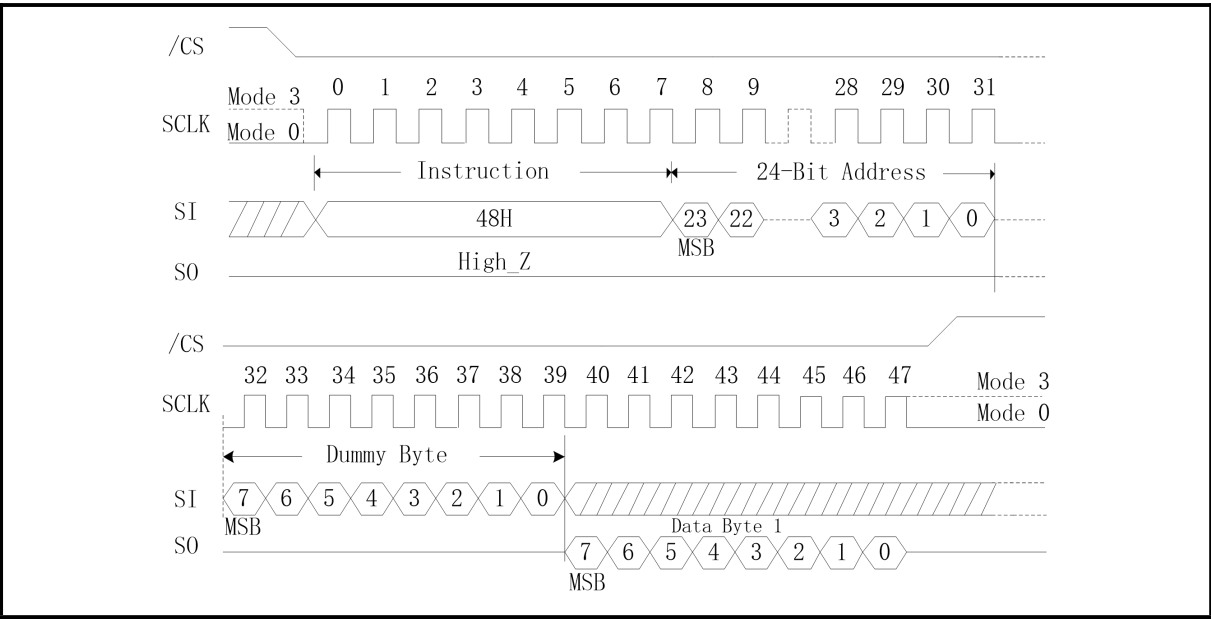 /CS
0 1 2 3 4 5 6 7 8 9 28 29 30 31
Mode 3
SCLK
Mode 0
Instruction 24-Bit Address
SI 48H 23 22 3 2 1 0
MSB
High_Z
SO
/CS
32 33 34 35 36 37 38 39 40 41 42 43 44 45 46 47 Mode 3
SCLK Mode 0
Dummy Byte
SI 7 6 5 4 3 2 1 0
MSB Data Byte 1
SO 7 6 5 4 3 2 1 0
MSB